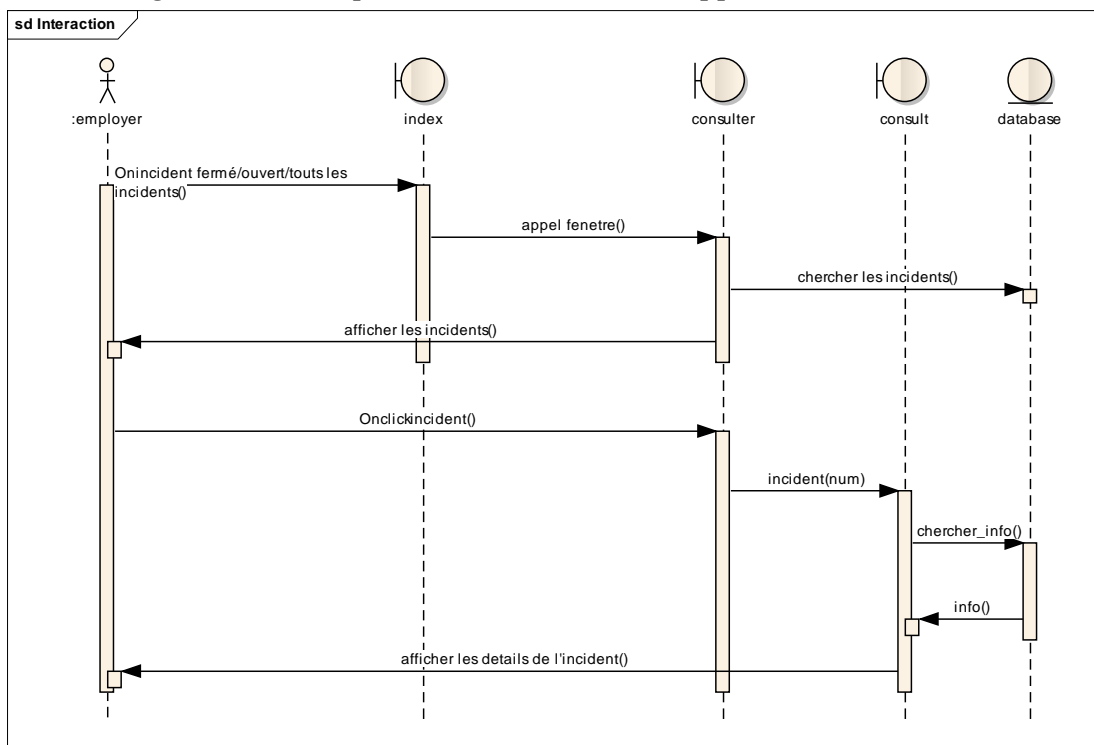 sd Interaction
:employer
index
consulter
consult
database
Onincident fermé/ouvert/touts les
incidents()
appel fenetre()
chercher les incidents()
afficher les incidents()
Onclickincident()
incident(num)
chercher_info()
info()
afficher les details de l'incident()